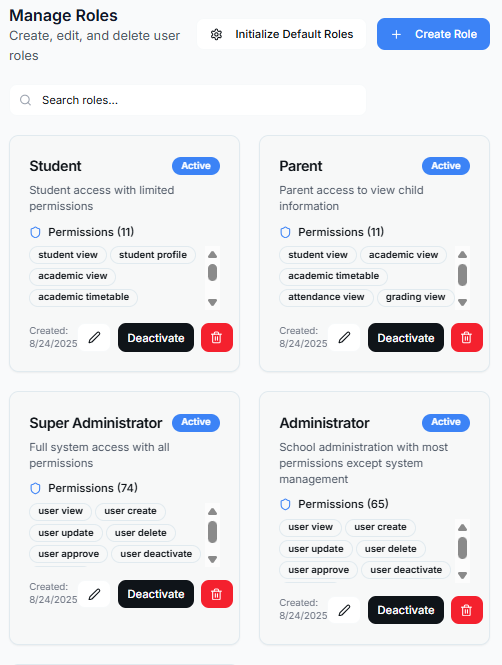 Manage Roles
Create, edit, and delete user
roles
Initialize Default Roles
Create Role
Search roles...
Student
Active
Student access with limited
permissions
Permissions (11)
student view student profile
academic view
academic timetable
Created:
8/24/2025
Deactivate
Parent
Active
Parent access to view child
information
Permissions (11)
student view academic view
academic timetable
attendance view grading view
Created:
8/24/2025
Deactivate
Super Administrator
Active
Full system access with all
permissions
Permissions (74)
user view user create
user update user delete
user approve user deactivate
Created:
8/24/2025
Deactivate
Administrator
Active
School administration with most
permissions except system
management
Permissions (65)
user view user create
user update user delete
user approve user deactivate
Created:
8/24/2025
Deactivate